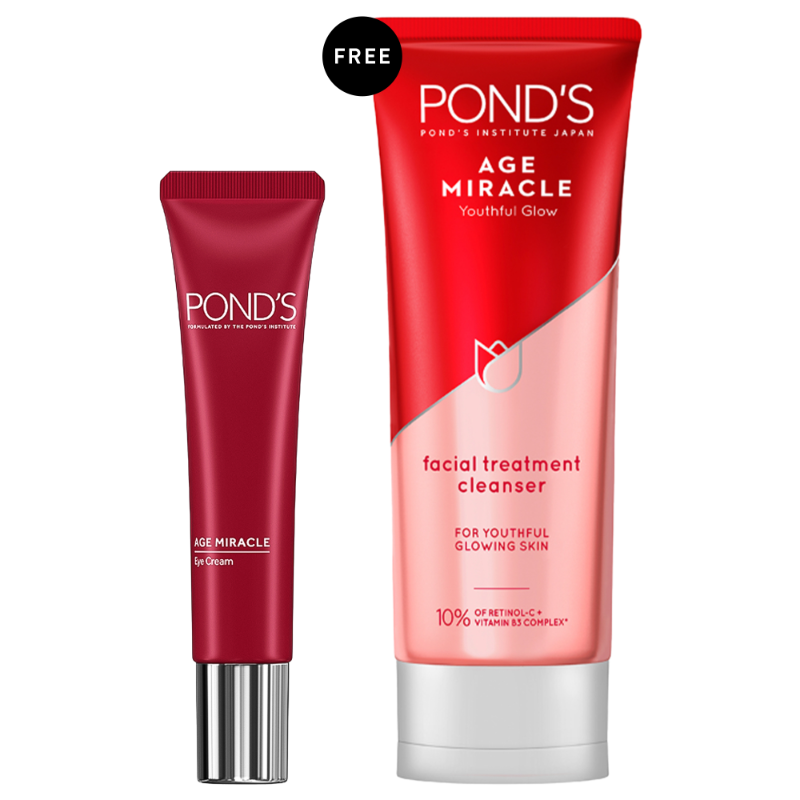 FREE
POND'S
POND'S INSTITUTE JAPAN
AGE
MIRACLE
Youthful Glow
facial treatment
cleanser
FOR YOUTHFUL
GLOWING SKIN
10% OF RETINOL-C +
VITAMIN B3 COMPLEX*
POND'S
FORMULATED BY THE POND'S INSTITUTE
AGE MIRACLE
Eye Cream